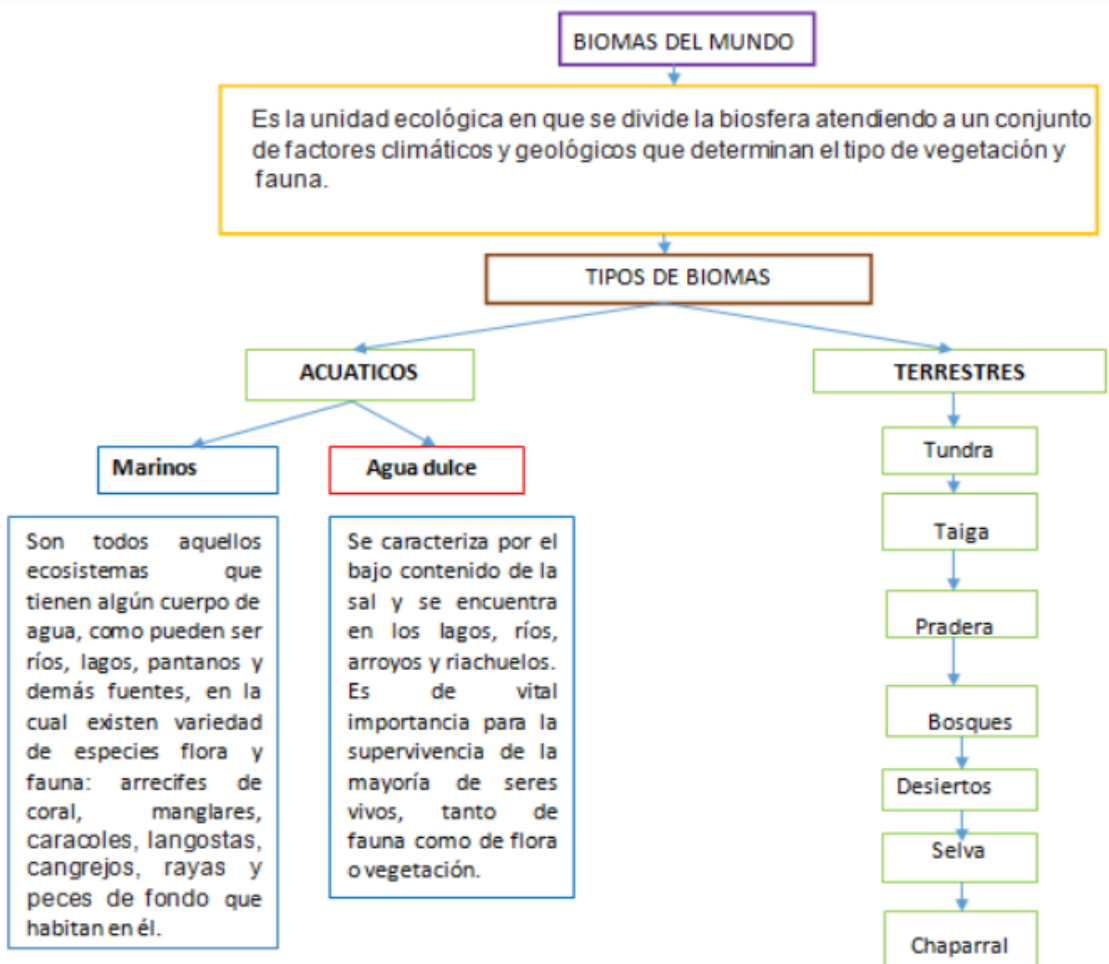 BIOMAS DEL MUNDO
Es la unidad ecológica en que se divide la biosfera atendiendo a un conjunto
de factores climáticos y geológicos que determinan el tipo de vegetación y
fauna.
TIPOS DE BIOMAS
ACUATICOS
Marinos
Son todos aquellos
ecosistemas que
tienen algún cuerpo de
agua, como pueden ser
ríos, lagos, pantanos y
demás fuentes, en la
cual existen variedad
de especies flora y
fauna: arrecifes de
coral, manglares,
caracoles, langostas,
cangrejos, rayas y
peces de fondo que
habitan en él.
Agua dulce
Se caracteriza por el
bajo contenido de la
sal y se encuentra
en los lagos, ríos,
arroyos y riachuelos.
Es de vital
importancia para la
supervivencia de la
mayoría de seres
vivos, tanto de
fauna como de flora
o vegetación.
TERRESTRES
Tundra
Taiga
Pradera
Bosques
Desiertos
Selva
Chaparral